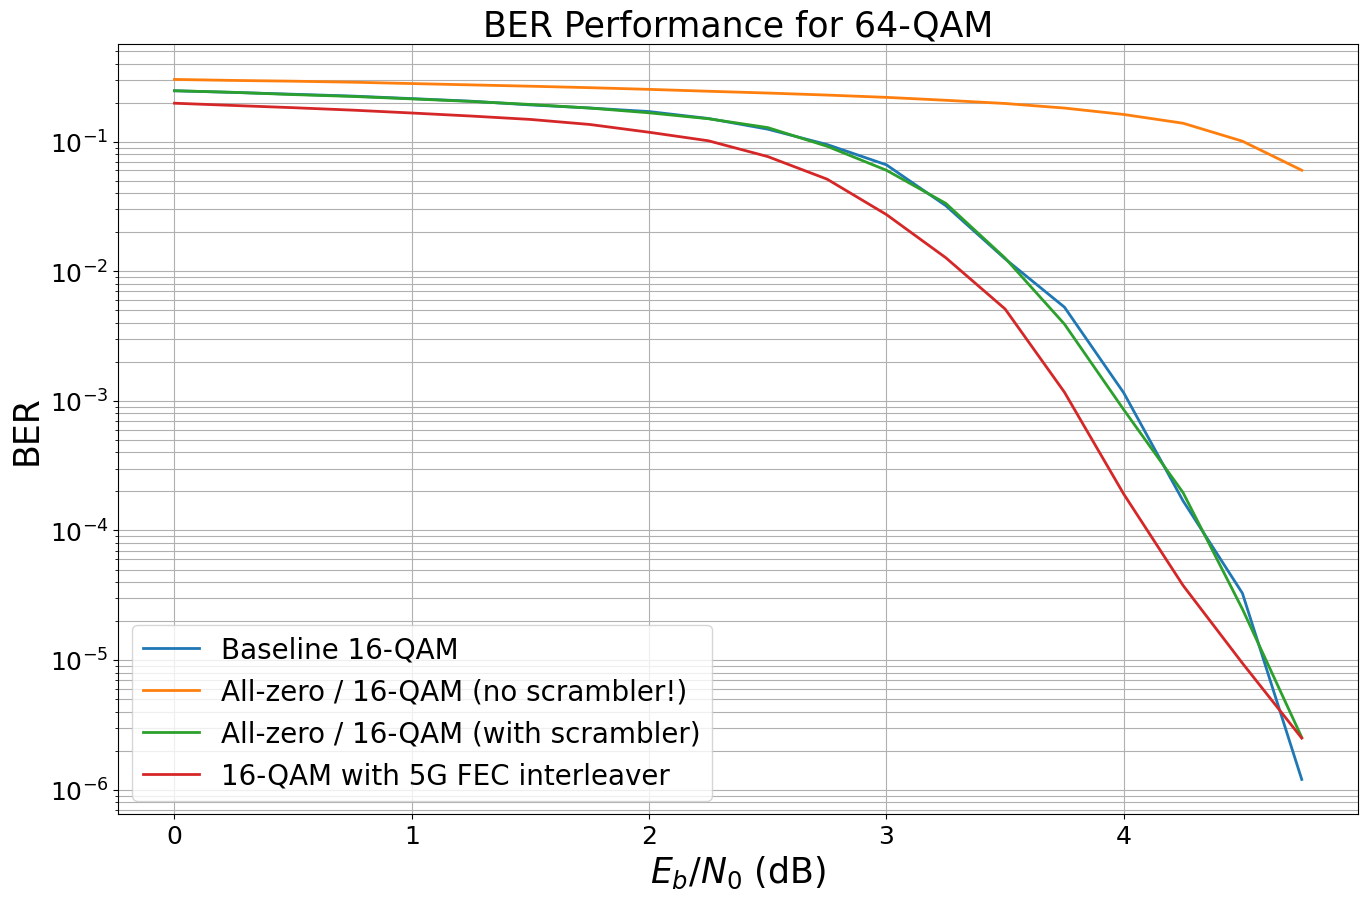 BER Performance for 64-QAM
BER
10⁻¹
10⁻²
10⁻³
10⁻⁴
10⁻⁵
10⁻⁶
Baseline 16-QAM
All-zero / 16-QAM (no scrambler!)
All-zero / 16-QAM (with scrambler)
16-QAM with 5G FEC interleaver
0 1 2 3 4
E_b/N_0 (dB)